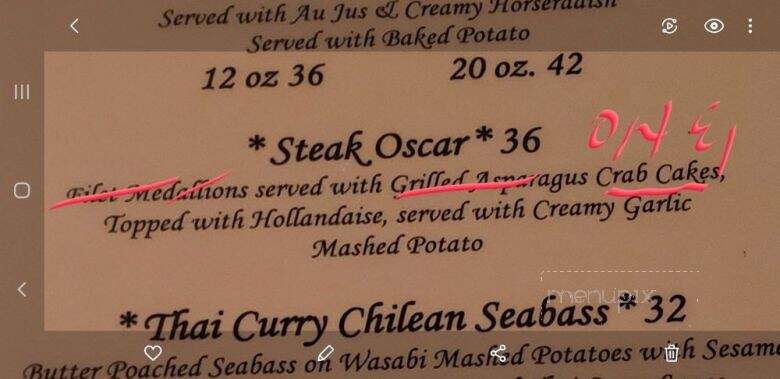 Served with Au Jus & Creamy Horseradish
Served with Baked Potato
12 oz 36 20 oz. 42
*Steak Oscar* 36
ONE
Filet Medallions served with Grilled Asparagus Crab Cakes,
Topped with Hollandaise, served with Creamy Garlic
Mashed Potato
menupix
*Thai Curry Chilean Seabass* 32
Butter Poached Seabass on Wasabi Mashed Potatoes with Sesame